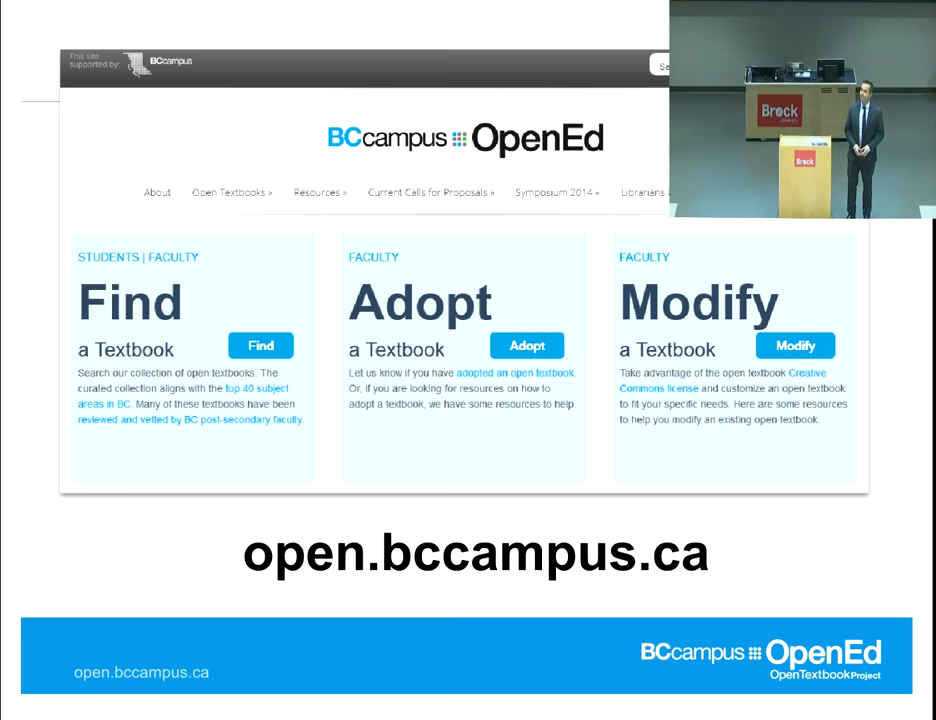 This site
supported by:
BCcampus
Se
BCcampus OpenEd
About Open Textbooks » Resources » Current Calls for Proposals » Symposium 2014 » Librarians
STUDENTS | FACULTY
Find
a Textbook
Find
Search our collection of open textbooks. The
curated collection aligns with the top 40 subject
areas in BC. Many of these textbooks have been
reviewed and vetted by BC post-secondary faculty.
FACULTY
Adopt
a Textbook
Adopt
Let us know if you have adopted an open textbook.
Or, if you are looking for resources on how to
adopt a textbook, we have some resources to help.
FACULTY
Modify
a Textbook
Modify
Take advantage of the open textbook Creative
Commons license and customize an open textbook
to fit your specific needs. Here are some resources
to help you modify an existing open textbook.
Brock
University
Brock
open.bccampus.ca
open.bccampus.ca
BCcampus OpenEd
OpenTextbookProject